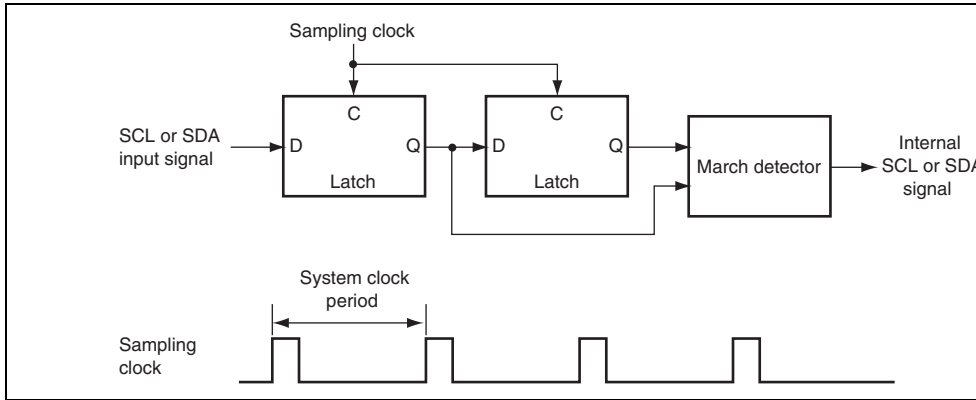 Sampling clock
C
C
SCL or SDA
input signal
D
Q
D
Q
Latch
Latch
March detector
Internal
SCL or SDA
signal
System clock
period
Sampling
clock